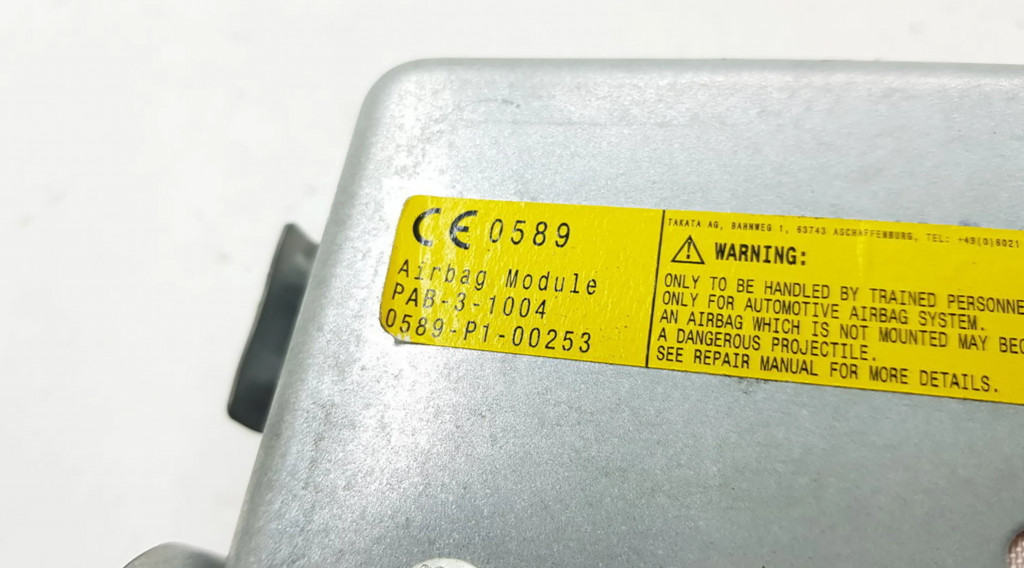 CE 0589
Airbag Module
PAB-3-1004
0589-P1-00253
TAKATA AG, BAHNWEG 1, 63743 ASCHAFFENBURG, TEL: +49(0)6021
WARNING:
ONLY TO BE HANDLED BY TRAINED PERSONNE
ONLY FOR AUTOMOTIVE AIRBAG SYSTEM.
AN AIRBAG WHICH IS NOT MOUNTED MAY BEC
A DANGEROUS PROJECTILE.
SEE REPAIR MANUAL FOR MORE DETAILS.